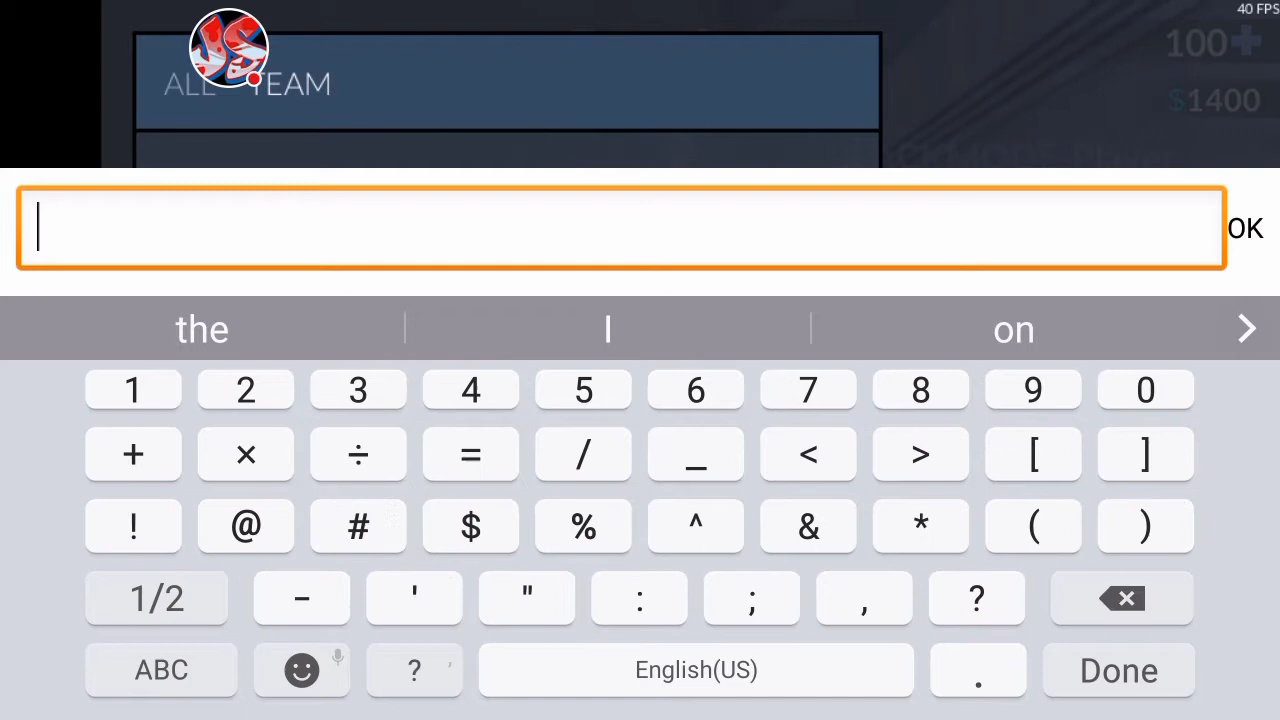 40 FPS
100+
$1400
JS
ALL TEAM
OK
the I on
1 2 3 4 5 6 7 8 9 0
+ × ÷ = / _ < > [ ]
! @ # $ % ^ & * ( )
1/2 - ' " : ; , ?
ABC ? , English(US) . Done